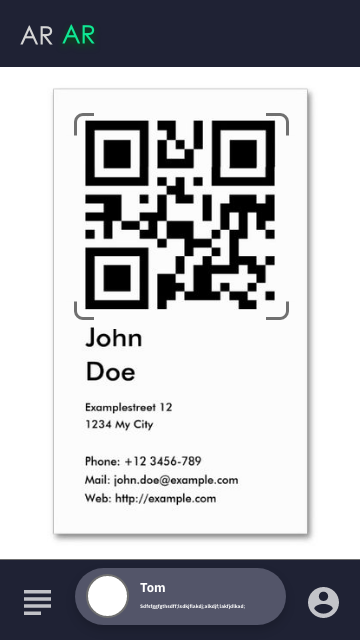 AR AR
John
Doe
Examplestreet 12
1234 My City
Phone: +12 3456-789
Mail: john.doe@example.com
Web: http://example.com
Tom